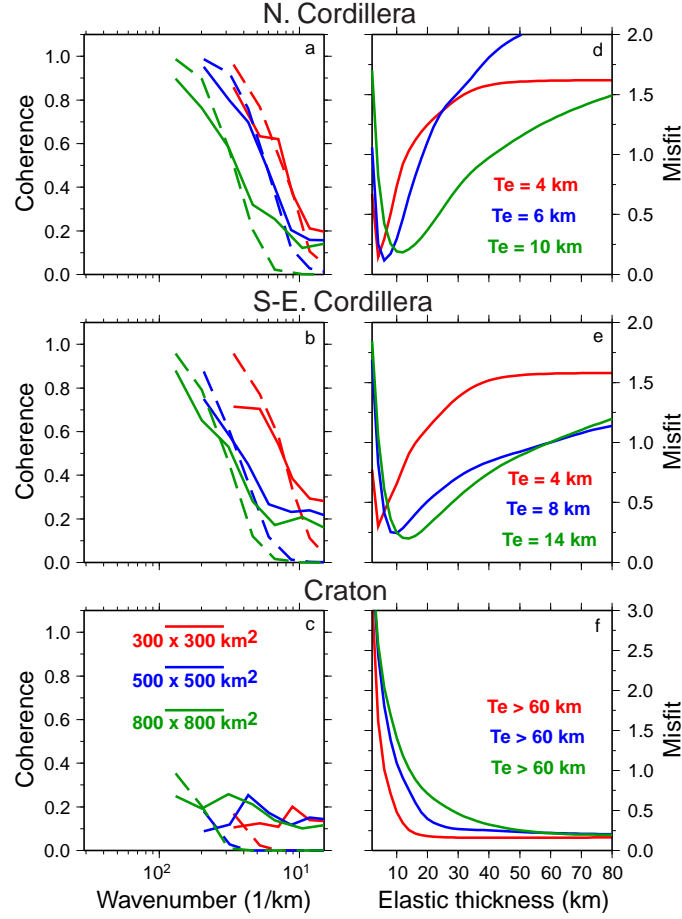 N. Cordillera
a
d
1.0
0.8
0.6
0.4
0.2
0.0
Coherence
2.0
1.5
1.0
0.5
0.0
Misfit
Te = 4 km
Te = 6 km
Te = 10 km
S-E. Cordillera
b
e
1.0
0.8
0.6
0.4
0.2
0.0
Coherence
2.0
1.5
1.0
0.5
0.0
Misfit
Te = 4 km
Te = 8 km
Te = 14 km
Craton
c
f
1.0
0.8
0.6
0.4
0.2
0.0
Coherence
300 x 300 km²
500 x 500 km²
800 x 800 km²
3.0
2.5
2.0
1.5
1.0
0.5
0.0
Misfit
Te > 60 km
Te > 60 km
Te > 60 km
10² 10¹
10 20 30 40 50 60 70 80
Wavenumber (1/km)
Elastic thickness (km)